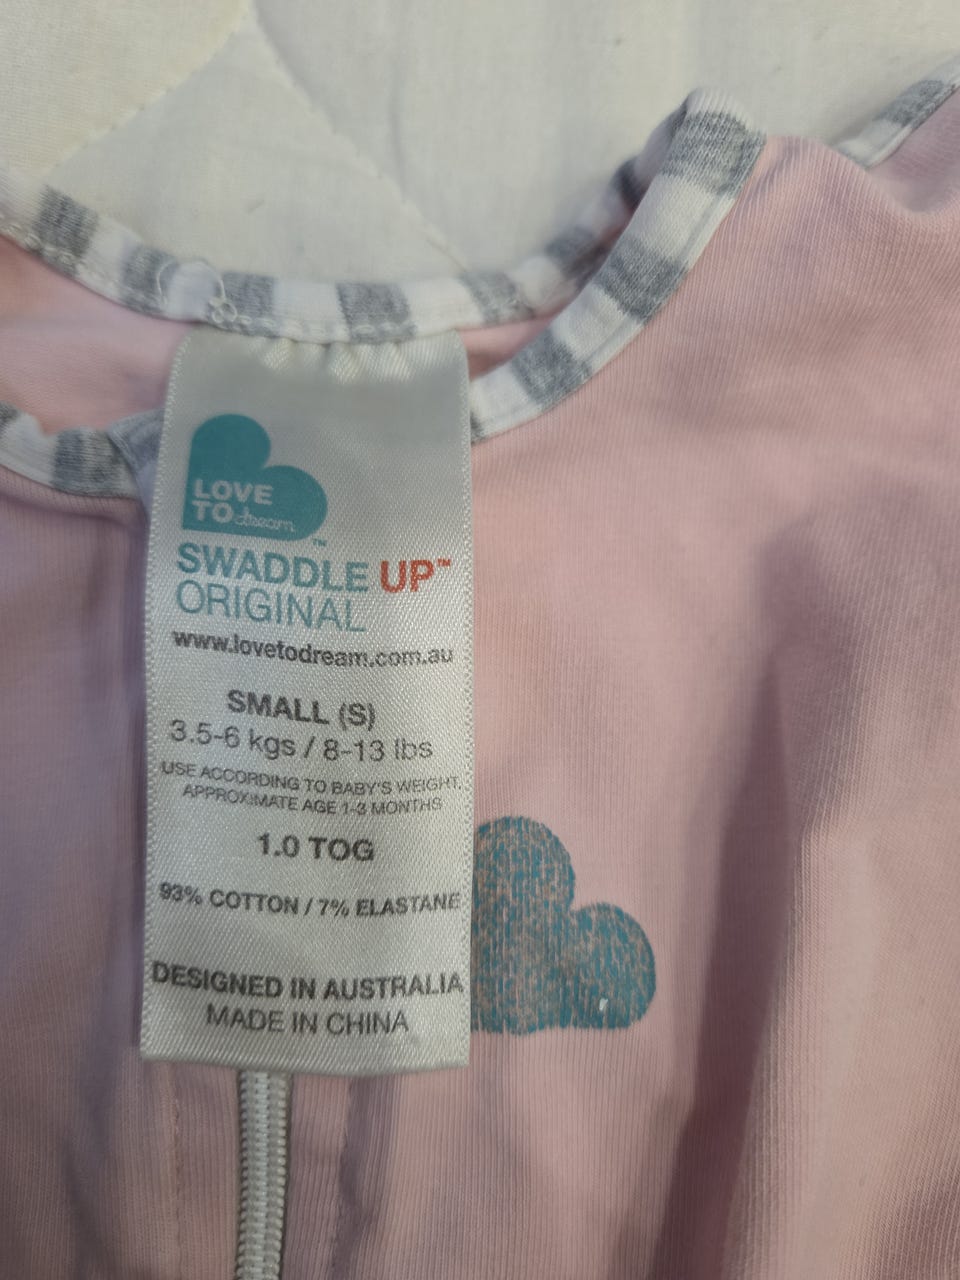 LOVE
TO dream™
SWADDLE UP™
ORIGINAL
www.lovetodream.com.au
SMALL (S)
3.5-6 kgs / 8-13 lbs
USE ACCORDING TO BABY'S WEIGHT.
APPROXIMATE AGE 1-3 MONTHS
1.0 TOG
93% COTTON / 7% ELASTANE
DESIGNED IN AUSTRALIA
MADE IN CHINA